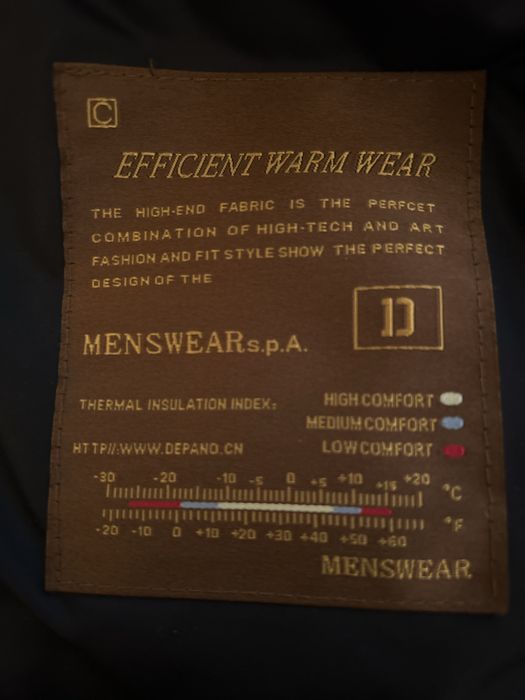 C
EFFICIENT WARM WEAR
THE HIGH-END FABRIC IS THE PERFCET
COMBINATION OF HIGH-TECH AND ART
FASHION AND FIT STYLE SHOW THE PERFECT
DESIGN OF THE
D
MENSWEAR S.P.A.
THERMAL INSULATION INDEX:
HIGH COMFORT
MEDIUM COMFORT
HTTP//:WWW.DEPANO.CN
LOW COMFORT
-30 -20 -10 -5 0 +5 +10 +15 +20
°C
°F
-20 -10 0 +10 +20 +30 +40 +50 +60
MENSWEAR